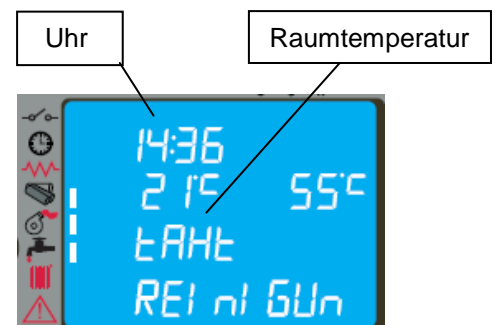 Uhr
Raumtemperatur
14:36
21°C 55°C
tAHt
REInIGUn